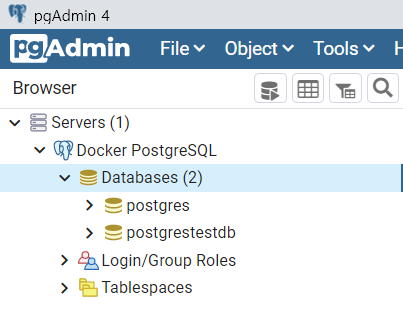 pgAdmin 4
pgAdmin File Object Tools H
Browser
Servers (1)
Docker PostgreSQL
Databases (2)
postgres
postgrestestdb
Login/Group Roles
Tablespaces